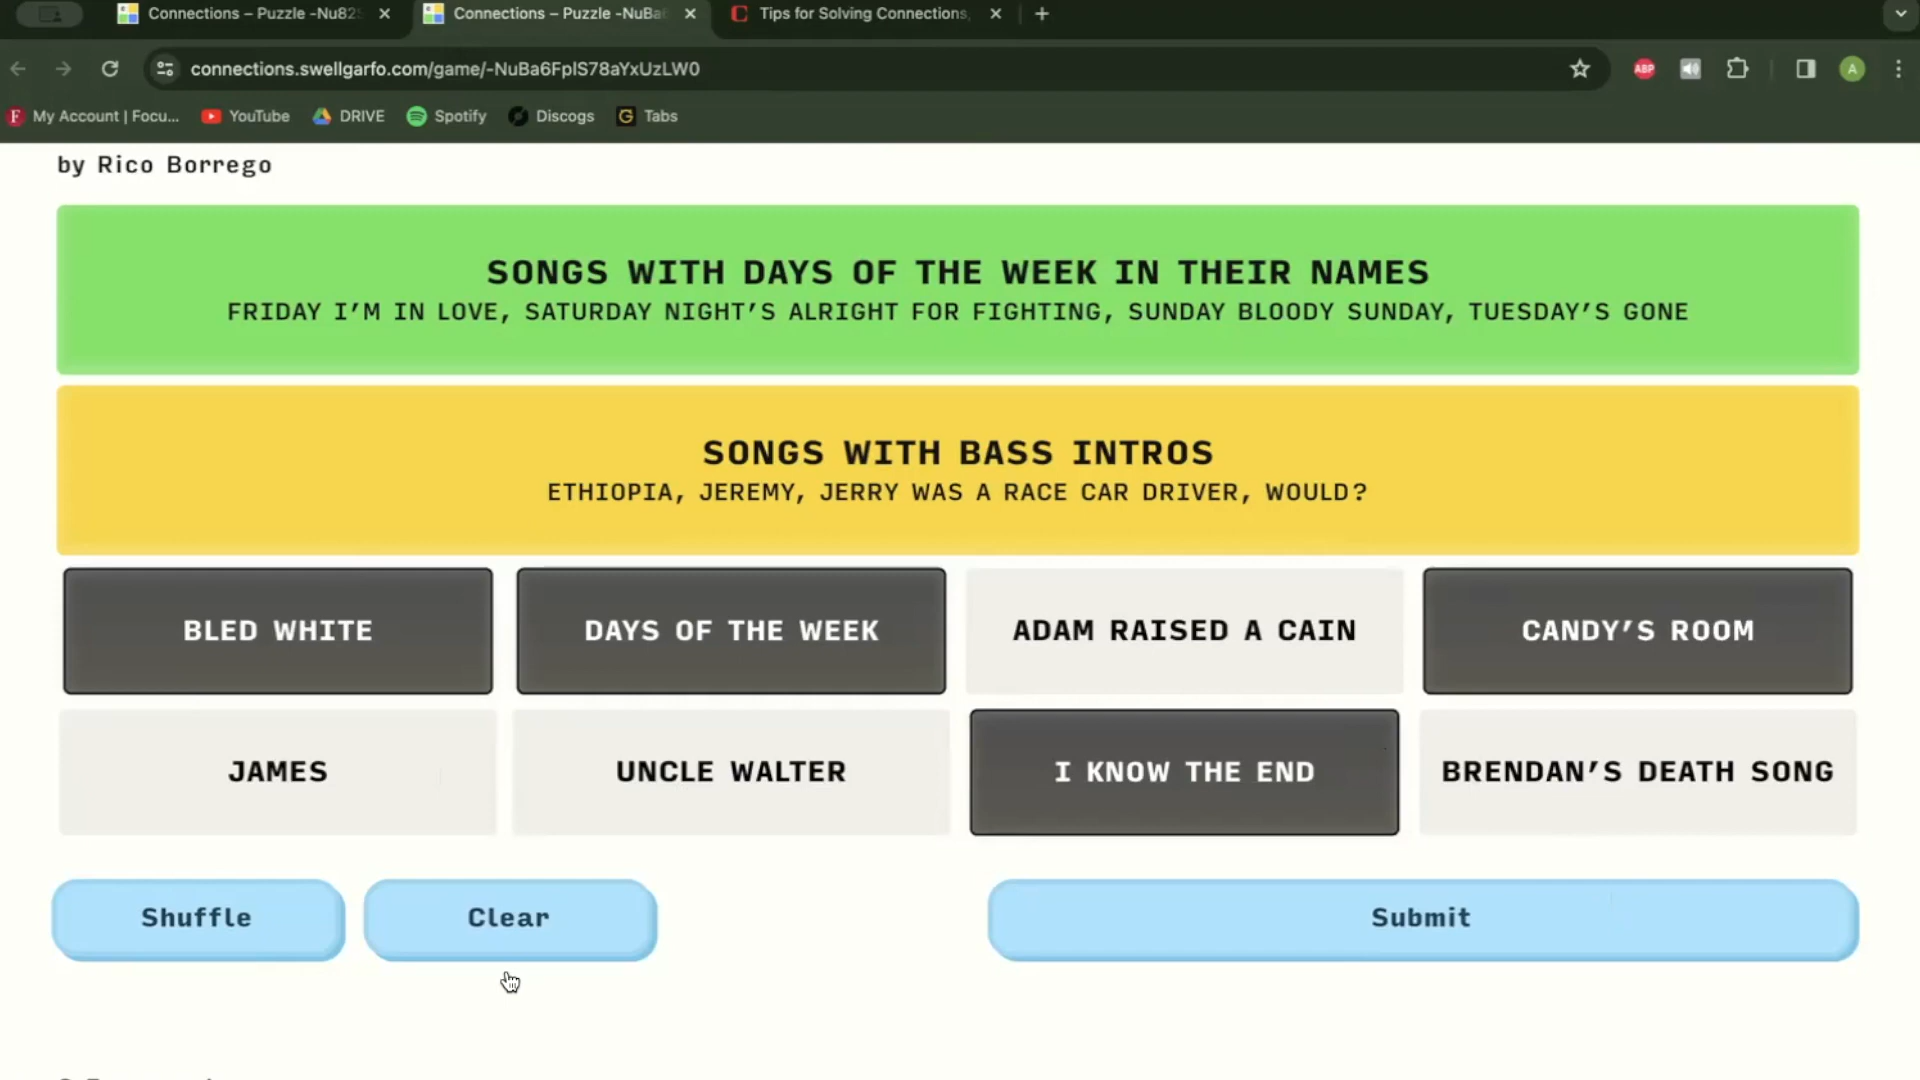 Connections – Puzzle -Nu82
Connections – Puzzle -NuBa
Tips for Solving Connections,
connections.swellgarfo.com/game/-NuBa6FplS78aYxUzLW0
ABP
A
My Account | Focu...
YouTube
DRIVE
Spotify
Discogs
Tabs
by Rico Borrego
SONGS WITH DAYS OF THE WEEK IN THEIR NAMES
FRIDAY I’M IN LOVE, SATURDAY NIGHT’S ALRIGHT FOR FIGHTING, SUNDAY BLOODY SUNDAY, TUESDAY’S GONE
SONGS WITH BASS INTROS
ETHIOPIA, JEREMY, JERRY WAS A RACE CAR DRIVER, WOULD?
BLED WHITE
DAYS OF THE WEEK
ADAM RAISED A CAIN
CANDY’S ROOM
JAMES
UNCLE WALTER
I KNOW THE END
BRENDAN’S DEATH SONG
Shuffle
Clear
Submit